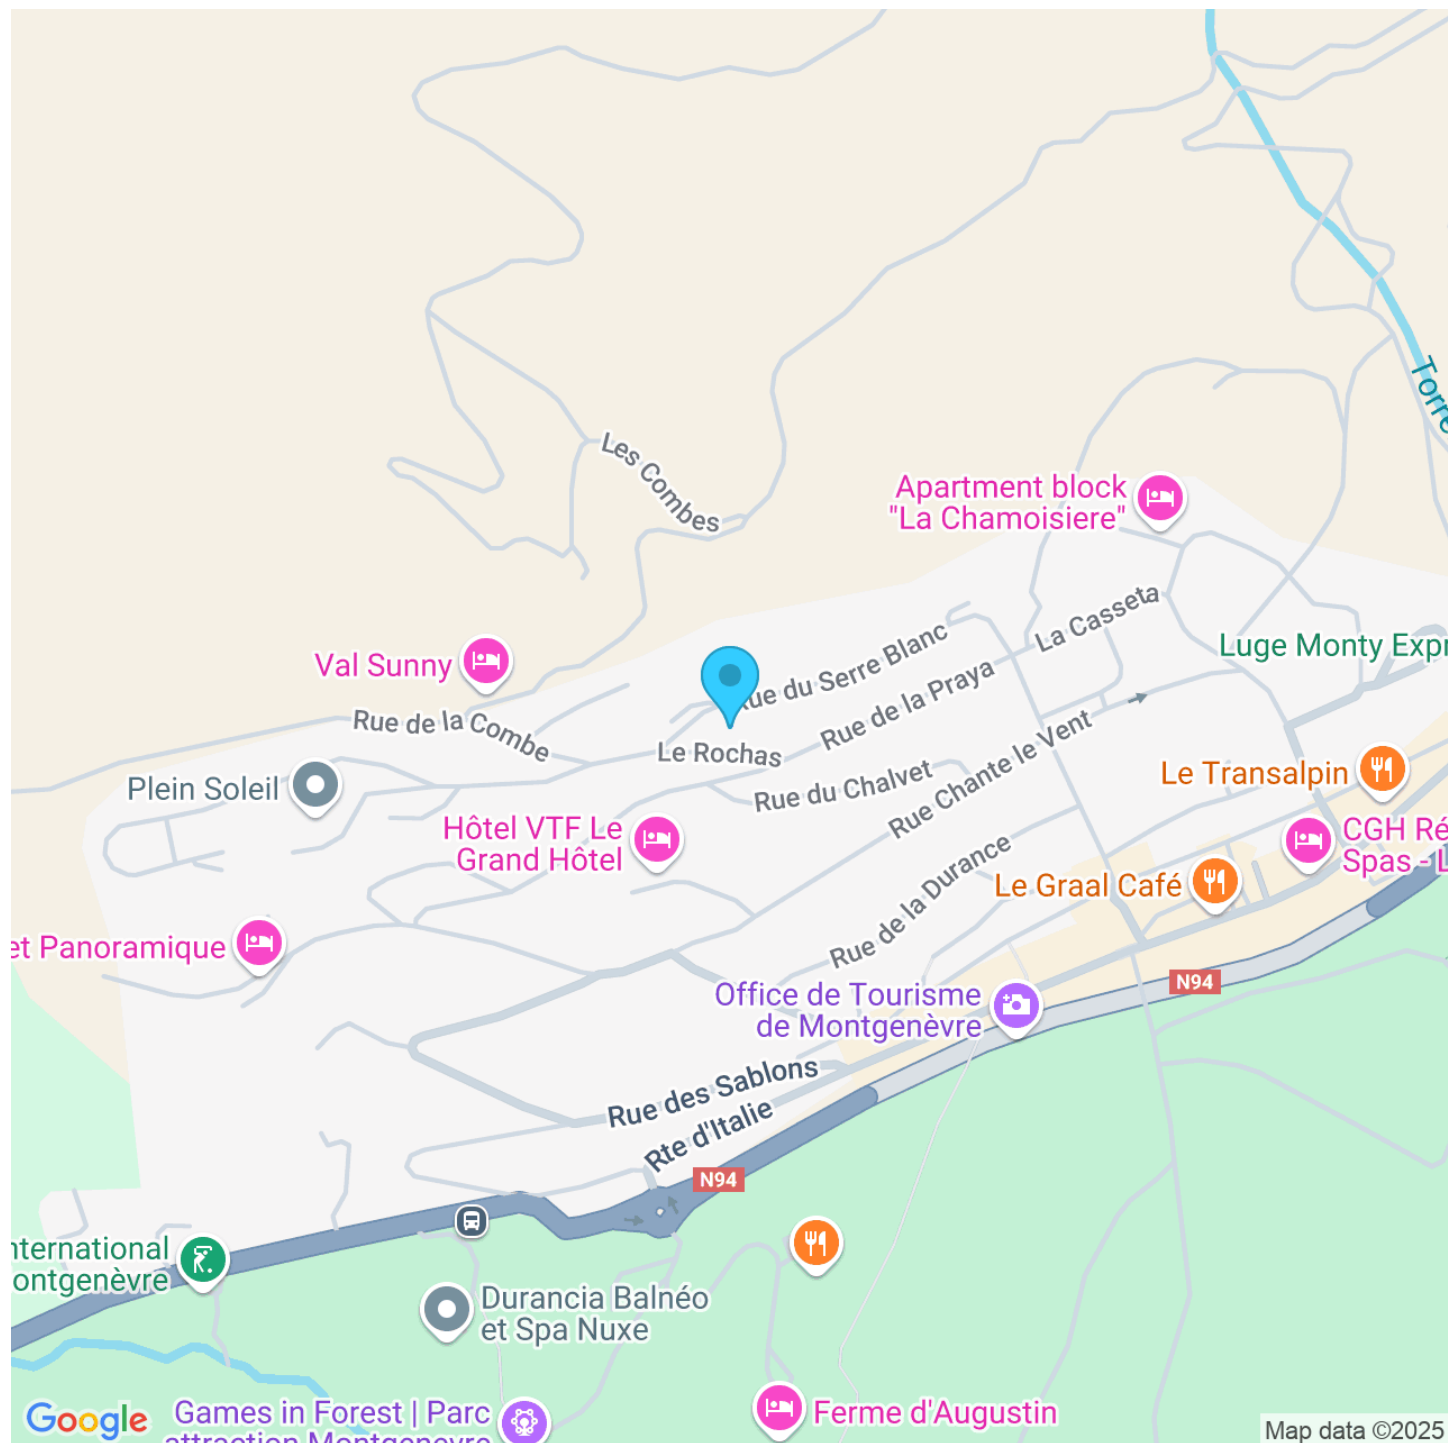 Torre
Les Combes
Apartment block
"La Chamoisiere"
La Casseta
Rue du Serre Blanc
Luge Monty Expr
Val Sunny
Rue de la Praya
Rue de la Combe
Le Rochas
Rue Chante le Vent
Le Transalpin
Plein Soleil
Rue du Chalvet
Hôtel VTF Le
Grand Hôtel
CGH Ré
Spas - L
Le Graal Café
Rue de la Durance
et Panoramique
N94
Office de Tourisme
de Montgenèvre
Rue des Sablons
Rte d'Italie
N94
nternational
ontgenèvre
Durancia Balnéo
et Spa Nuxe
Games in Forest | Parc
attraction Montgenevre
Ferme d'Augustin
Google
Map data ©2025